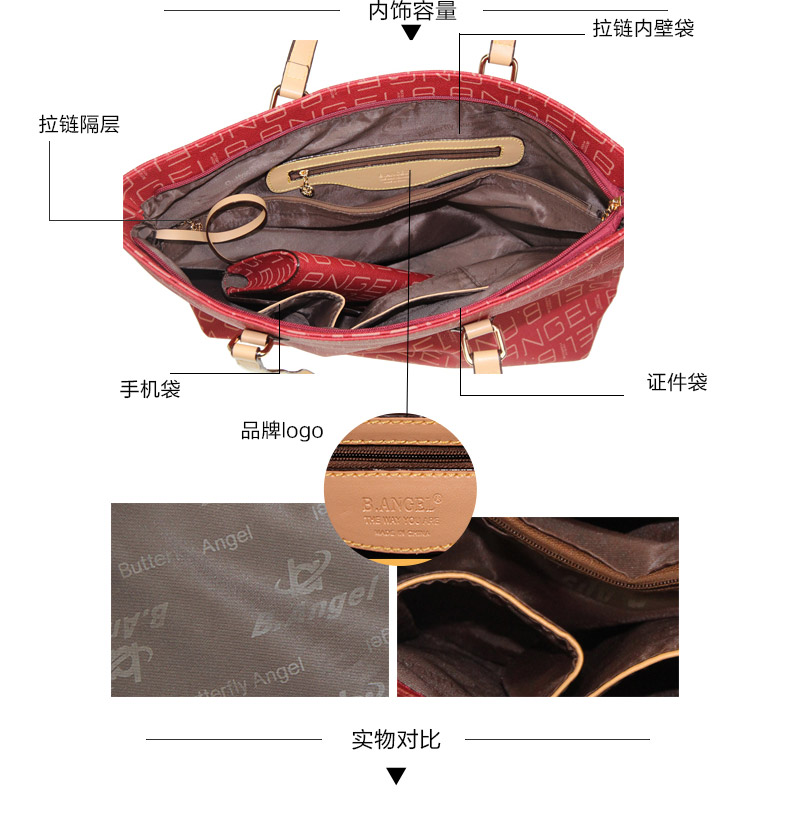 内饰容量
拉链内壁袋
拉链隔层
B.ANGEL
ANGEL
手机袋
证件袋
品牌logo
B.ANGEL®
THE WAY YOU ARE
MADE IN CHINA
Butterfly Angel
B.Angel
Butterfly Angel
实物对比